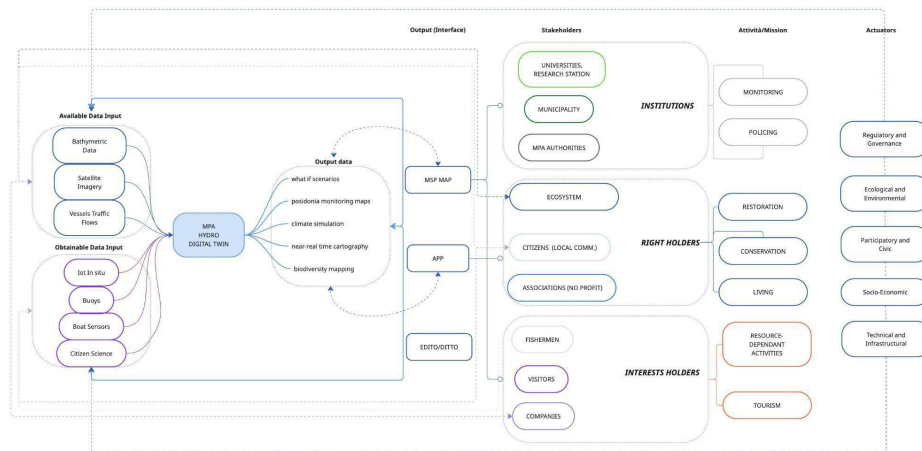 Output (Interface)
Stakeholders
Attività/Mission
Actuators
Available Data Input
Bathymetric
Data
Satellite
Imagery
Vessels Traffic
Flows
Obtainable Data Input
Iot In situ
Buoys
Boat Sensors
Citizen Science
MPA
HYDRO
DIGITAL TWIN
Output data
what if scenarios
posidonia monitoring maps
climate simulation
near-real time cartography
biodiversity mapping
MSP MAP
APP
EDITO/DITTO
UNIVERSITIES,
RESEARCH STATION
MUNICIPALITY
MPA AUTHORITIES
INSTITUTIONS
ECOSYSTEM
CITIZENS (LOCAL COMM.)
ASSOCIATIONS (NO PROFIT)
RIGHT HOLDERS
FISHERMEN
VISITORS
COMPANIES
INTERESTS HOLDERS
MONITORING
POLICING
RESTORATION
CONSERVATION
LIVING
RESOURCE-
DEPENDANT
ACTIVITIES
TOURISM
Regulatory and
Governance
Ecological and
Environmental
Participatory and
Civic
Socio-Economic
Technical and
Infrastructural